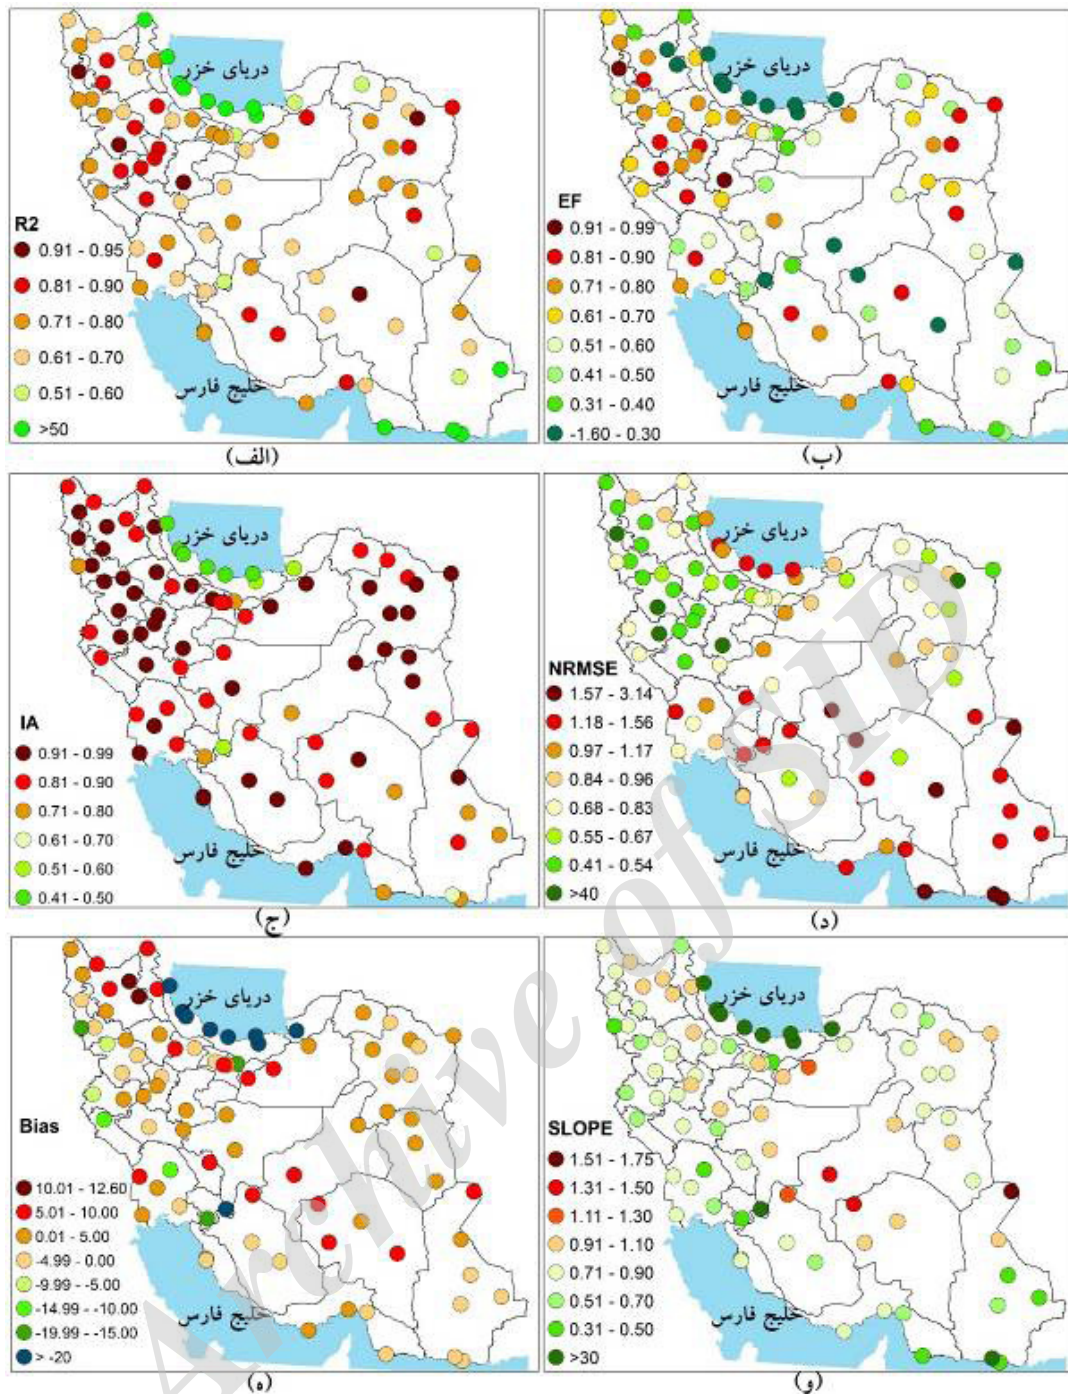 دریای خزر
خلیج فارس
R2
0.91 - 0.95
0.81 - 0.90
0.71 - 0.80
0.61 - 0.70
0.51 - 0.60
>50
(الف)
دریای خزر
خلیج فارس
EF
0.91 - 0.99
0.81 - 0.90
0.71 - 0.80
0.61 - 0.70
0.51 - 0.60
0.41 - 0.50
0.31 - 0.40
-1.60 - 0.30
(ب)
دریای خزر
خلیج فارس
IA
0.91 - 0.99
0.81 - 0.90
0.71 - 0.80
0.61 - 0.70
0.51 - 0.60
0.41 - 0.50
(ج)
دریای خزر
خلیج فارس
NRMSE
1.57 - 3.14
1.18 - 1.56
0.97 - 1.17
0.84 - 0.96
0.68 - 0.83
0.55 - 0.67
0.41 - 0.54
>40
(د)
دریای خزر
خلیج فارس
Bias
10.01 - 12.60
5.01 - 10.00
0.01 - 5.00
-4.99 - 0.00
-9.99 - -5.00
-14.99 - -10.00
-19.99 - -15.00
> -20
(ه)
دریای خزر
خلیج فارس
SLOPE
1.51 - 1.75
1.31 - 1.50
1.11 - 1.30
0.91 - 1.10
0.71 - 0.90
0.51 - 0.70
0.31 - 0.50
>30
(و)
Archive of SID